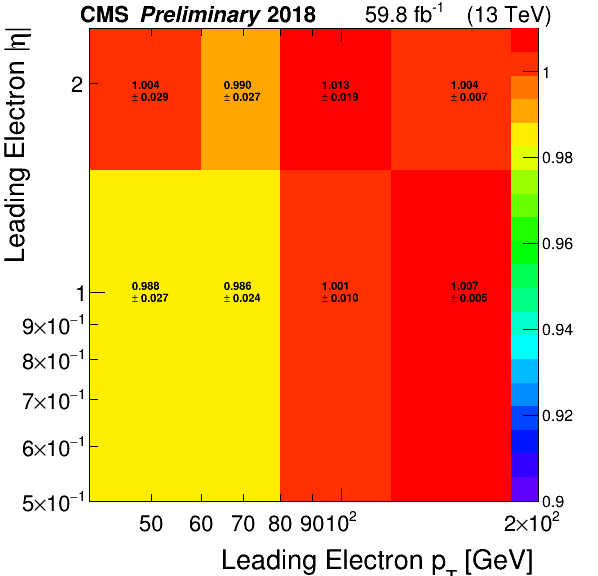 CMS Preliminary 2018 59.8 fb⁻¹ (13 TeV)
Leading Electron |η|
2
1
9×10⁻¹
8×10⁻¹
7×10⁻¹
6×10⁻¹
5×10⁻¹
1.004 0.990 1.013 1.004
± 0.029 ± 0.027 ± 0.019 ± 0.007
0.988 0.986 1.001 1.007
± 0.027 ± 0.024 ± 0.010 ± 0.005
1
0.98
0.96
0.94
0.92
0.9
50 60 70 80 90 10² 2×10²
Leading Electron p_T [GeV]